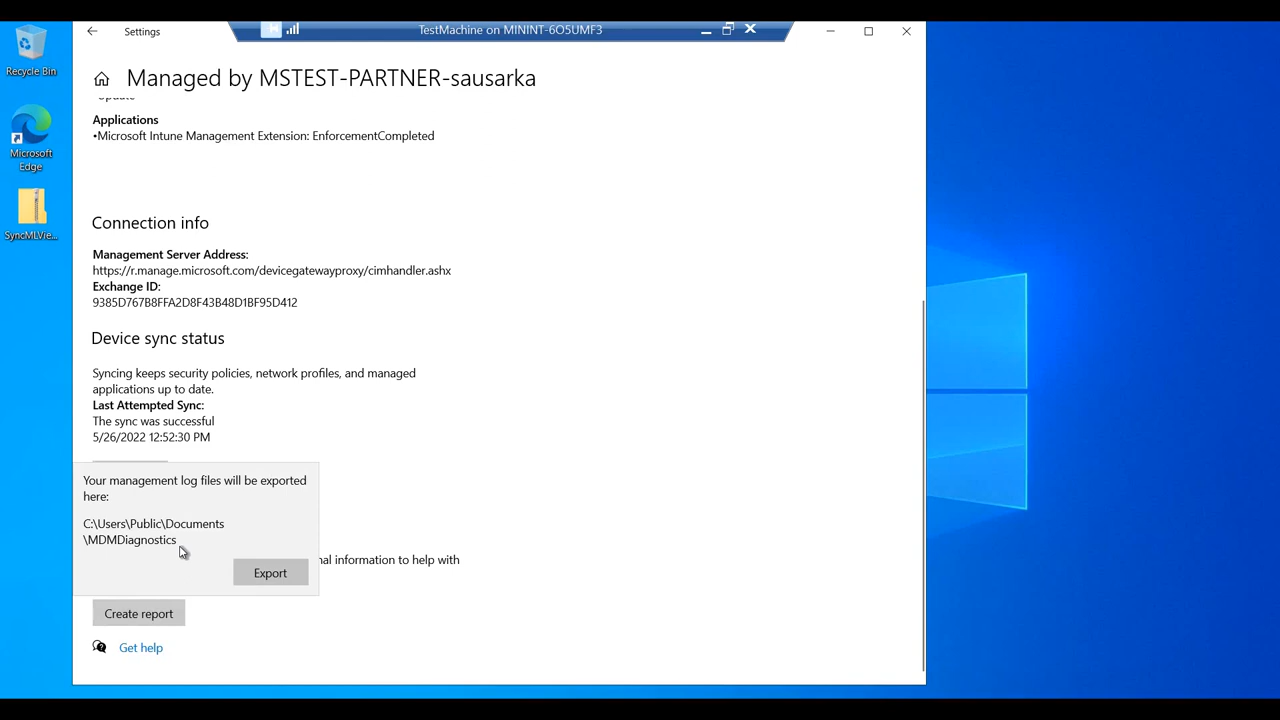 Recycle Bin
Microsoft
Edge
SyncMLVie...
Settings
TestMachine on MININT-6O5UMF3
Managed by MSTEST-PARTNER-sausarka
Update
Applications
•Microsoft Intune Management Extension: EnforcementCompleted
Connection info
Management Server Address:
https://r.manage.microsoft.com/devicegatewayproxy/cimhandler.ashx
Exchange ID:
9385D767B8FFA2D8F43B48D1BF95D412
Device sync status
Syncing keeps security policies, network profiles, and managed
applications up to date.
Last Attempted Sync:
The sync was successful
5/26/2022 12:52:30 PM
Your management log files will be exported
here:
C:\Users\Public\Documents
\MDMDiagnostics
information to help with
Export
Create report
Get help